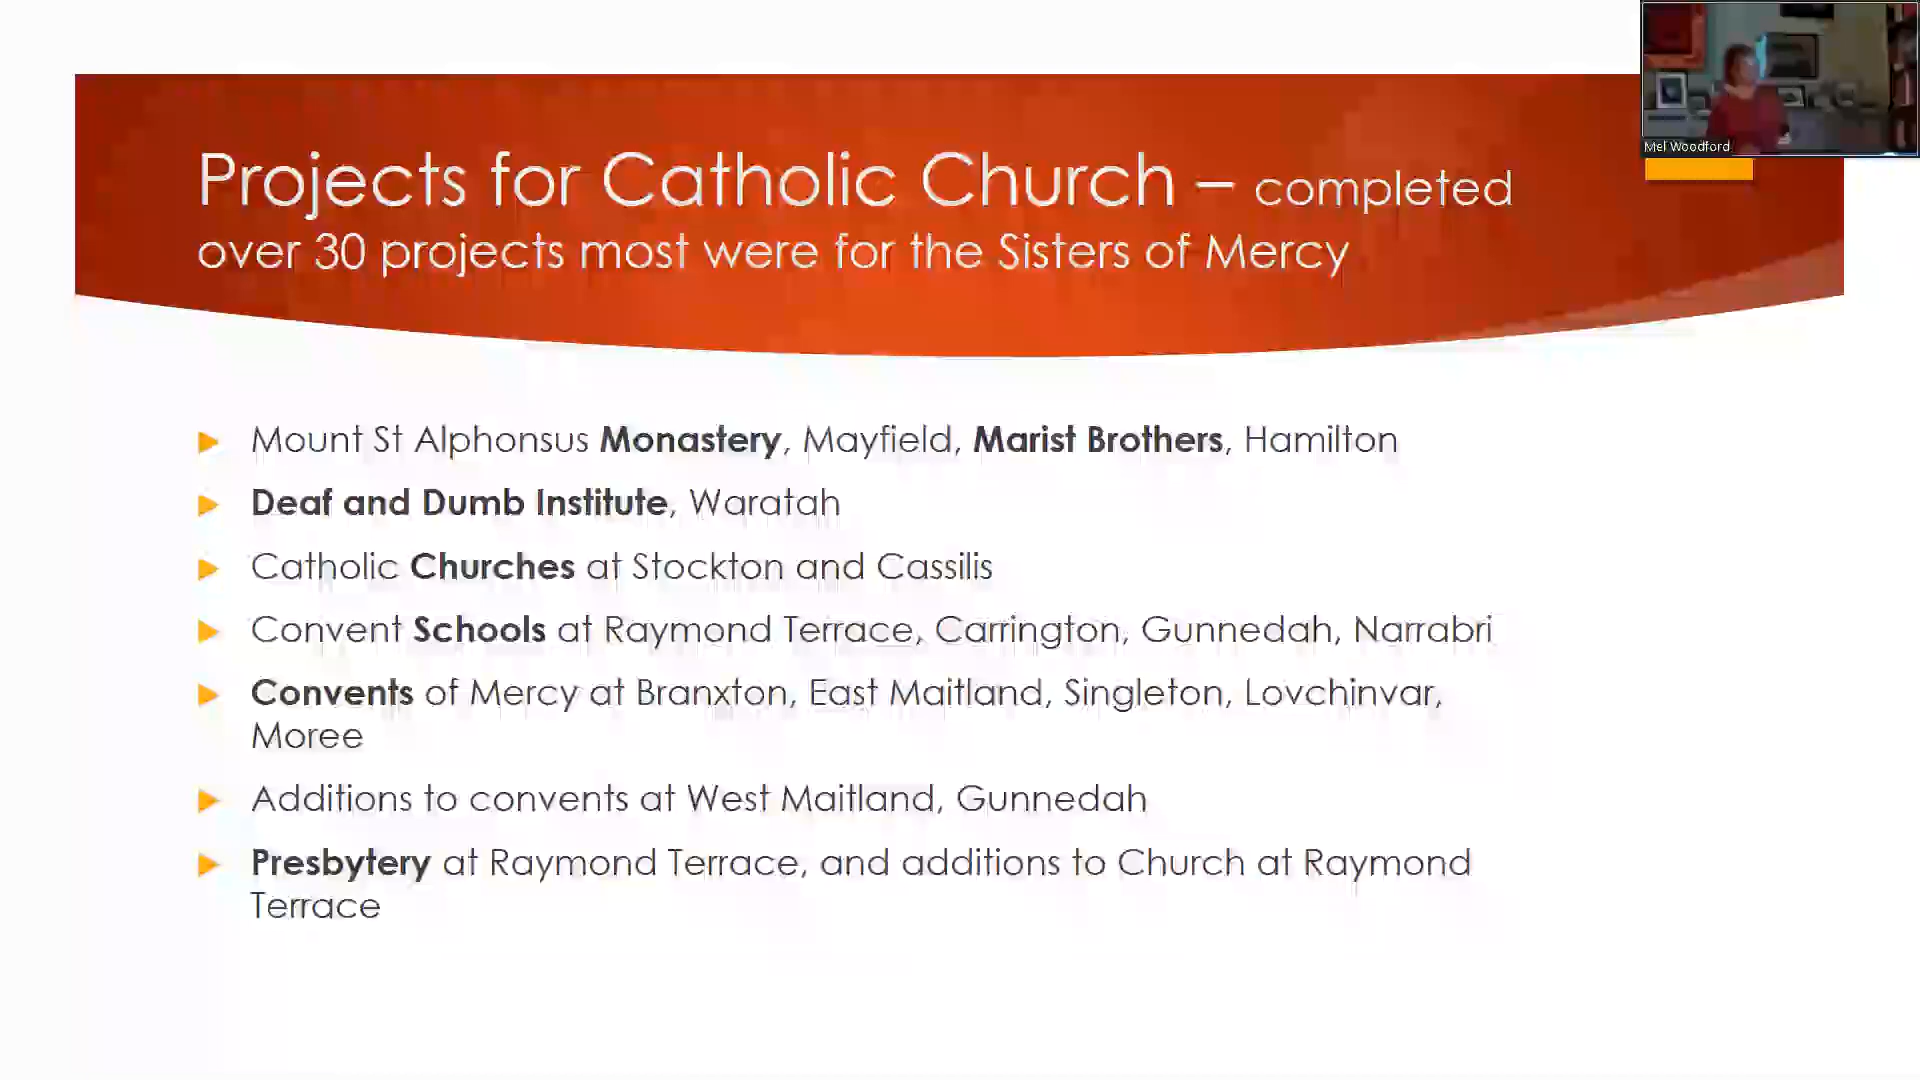 Mel Woodford
Projects for Catholic Church – completed
over 30 projects most were for the Sisters of Mercy
Mount St Alphonsus Monastery, Mayfield, Marist Brothers, Hamilton
Deaf and Dumb Institute, Waratah
Catholic Churches at Stockton and Cassilis
Convent Schools at Raymond Terrace, Carrington, Gunnedah, Narrabri
Convents of Mercy at Branxton, East Maitland, Singleton, Lovchinvar,
Moree
Additions to convents at West Maitland, Gunnedah
Presbytery at Raymond Terrace, and additions to Church at Raymond
Terrace